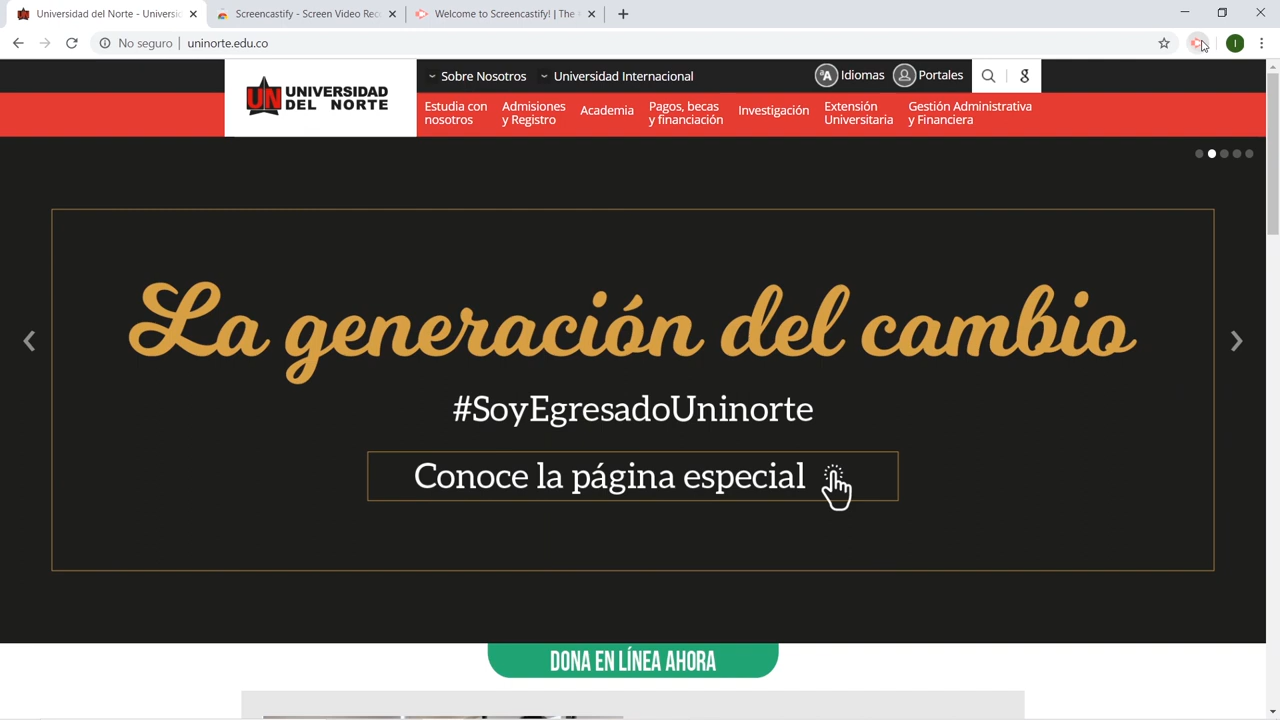 Universidad del Norte - Universi
Screencastify - Screen Video Rec
Welcome to Screencastify! | The
No seguro | uninorte.edu.co
I
UNIVERSIDAD
DEL NORTE
UN
Sobre Nosotros
Universidad Internacional
Idiomas
Portales
Estudia con
nosotros
Admisiones
y Registro
Academia
Pagos, becas
y financiación
Investigación
Extensión
Universitaria
Gestión Administrativa
y Financiera
La generación del cambio
#SoyEgresadoUninorte
Conoce la página especial
DONA EN LÍNEA AHORA